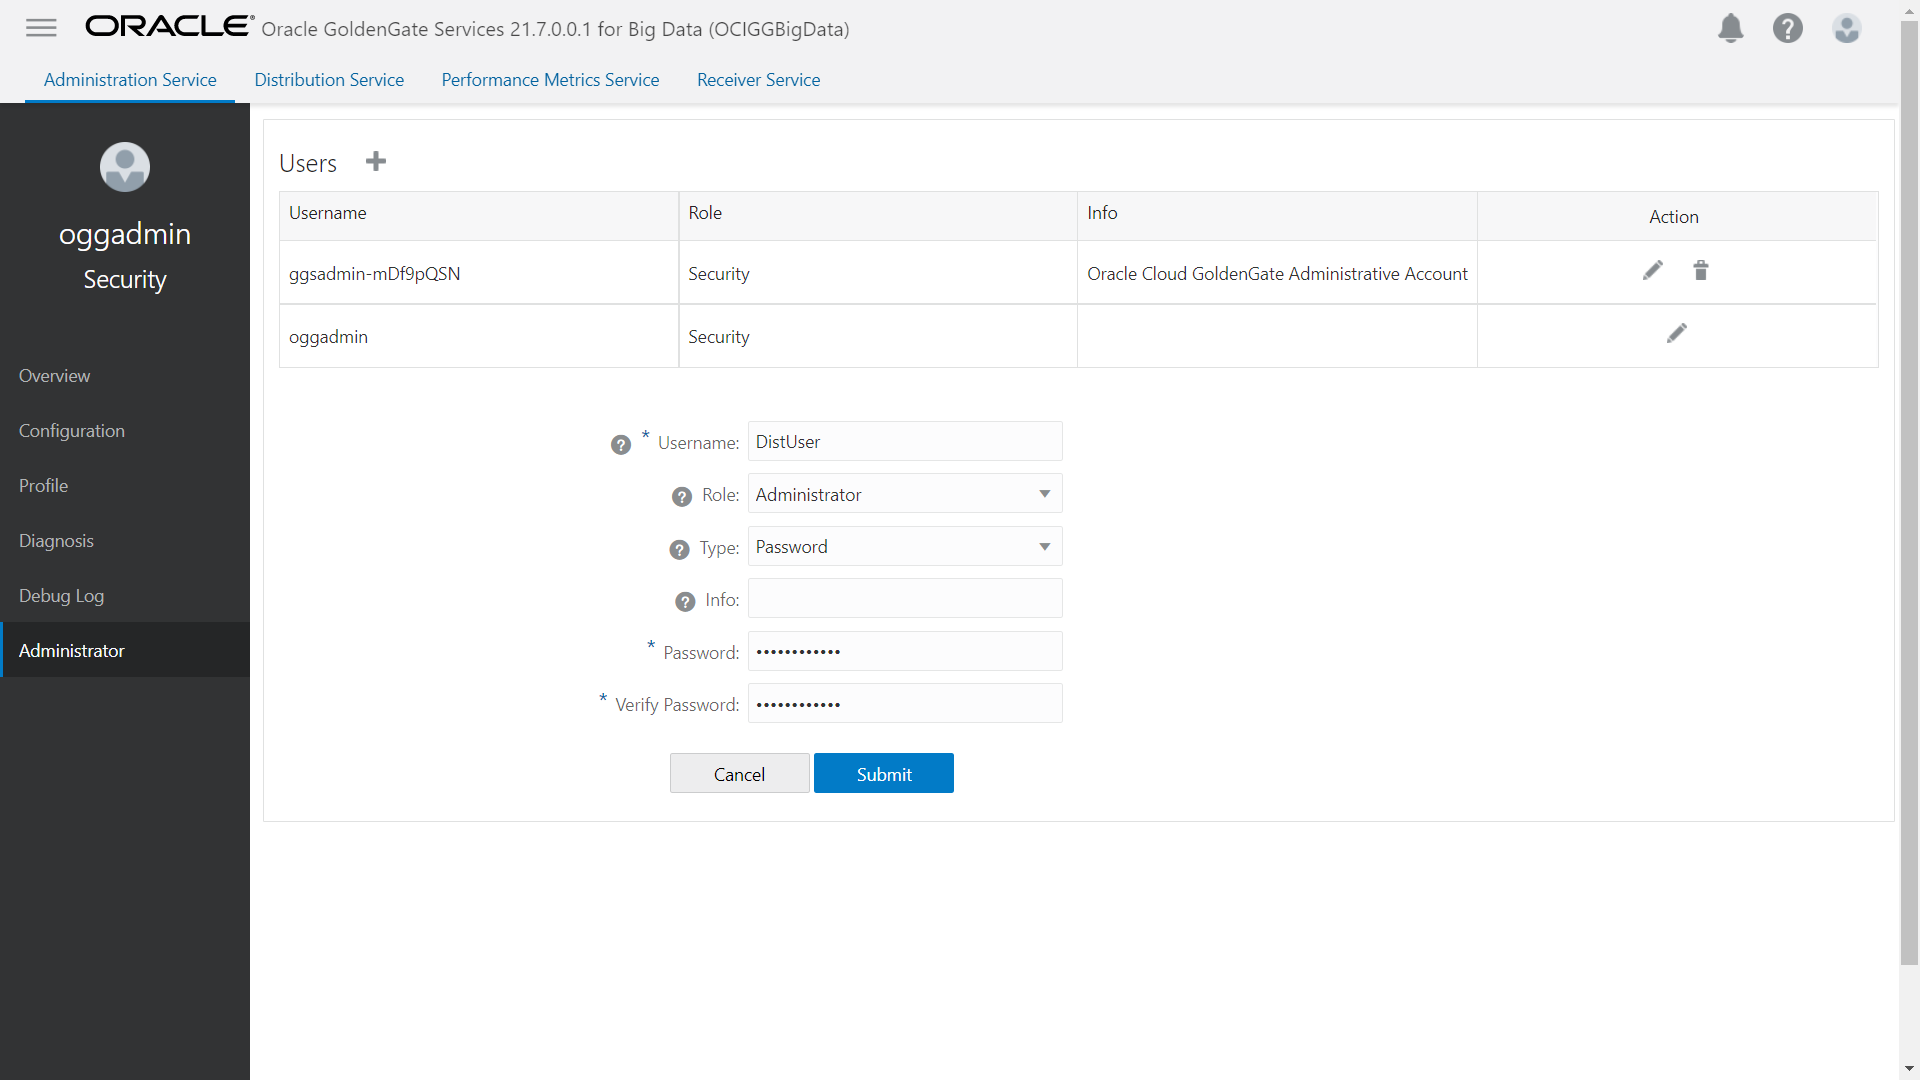 ORACLE® Oracle GoldenGate Services 21.7.0.0.1 for Big Data (OCIGGBigData)
Administration Service Distribution Service Performance Metrics Service Receiver Service
oggadmin
Security
Overview
Configuration
Profile
Diagnosis
Debug Log
Administrator
Users
Username Role Info Action
ggsadmin-mDf9pQSN Security Oracle Cloud GoldenGate Administrative Account
oggadmin Security
? * Username: DistUser
? Role: Administrator
? Type: Password
? Info:
* Password: ••••••••••••
* Verify Password: ••••••••••••
Cancel Submit